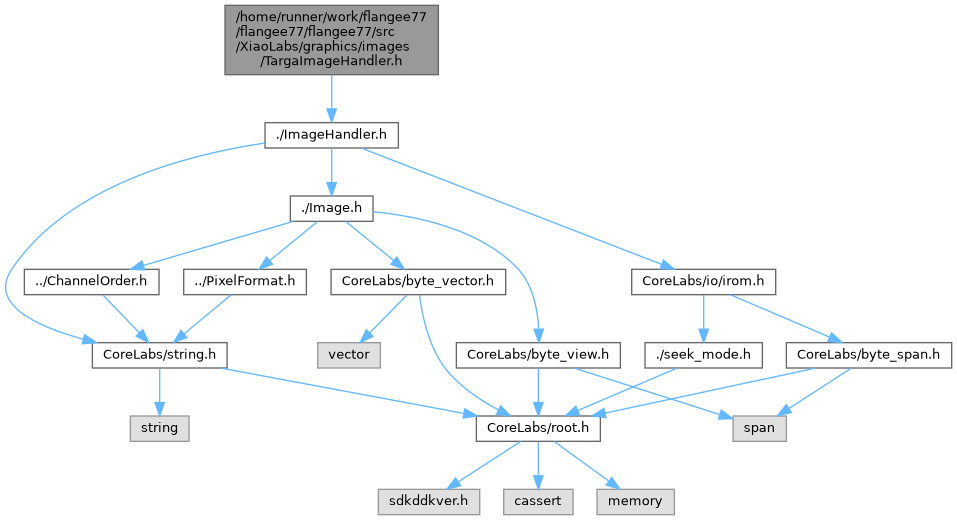 /home/runner/work/flangee77
/flangee77/flangee77/src
/XiaoLabs/graphics/images
/TargaImageHandler.h
./ImageHandler.h
./Image.h
../ChannelOrder.h
../PixelFormat.h
CoreLabs/byte_vector.h
CoreLabs/io/irom.h
CoreLabs/string.h
vector
CoreLabs/byte_view.h
./seek_mode.h
CoreLabs/byte_span.h
string
CoreLabs/root.h
span
sdkddkver.h
cassert
memory